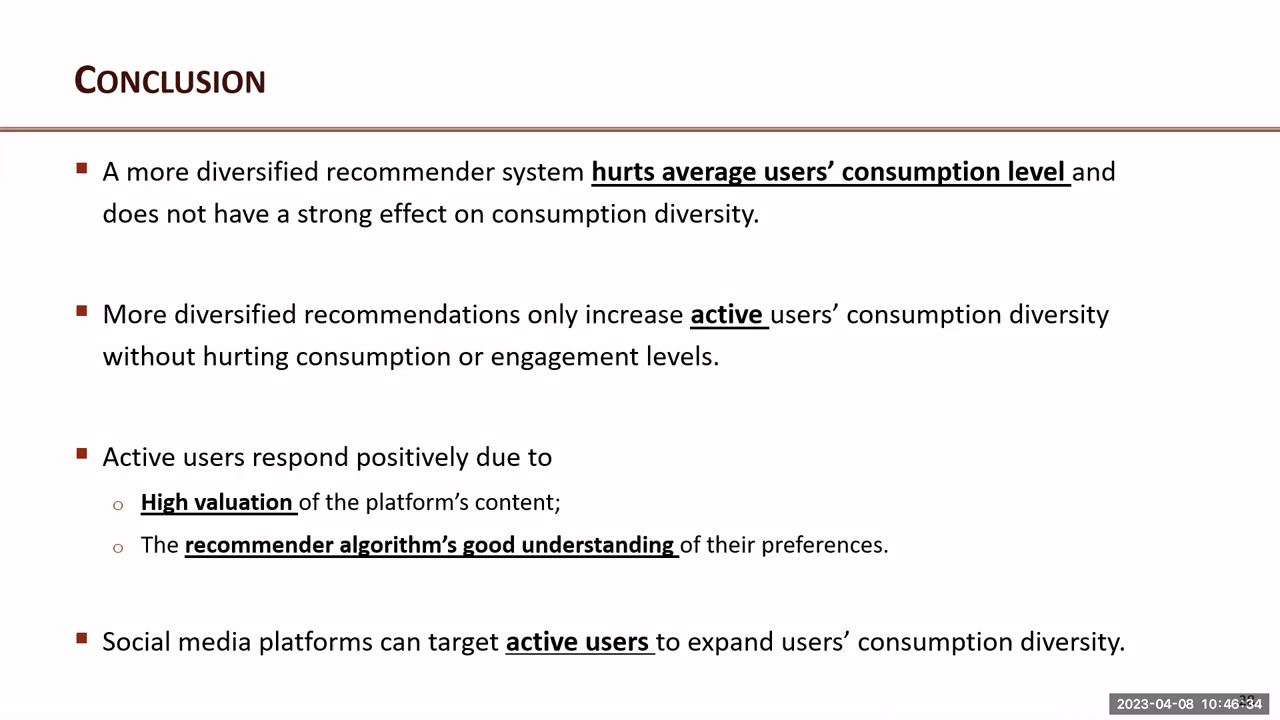 CONCLUSION
A more diversified recommender system hurts average users’ consumption level and
does not have a strong effect on consumption diversity.
More diversified recommendations only increase active users’ consumption diversity
without hurting consumption or engagement levels.
Active users respond positively due to
High valuation of the platform’s content;
The recommender algorithm’s good understanding of their preferences.
Social media platforms can target active users to expand users’ consumption diversity.
2023-04-08 10:46:34